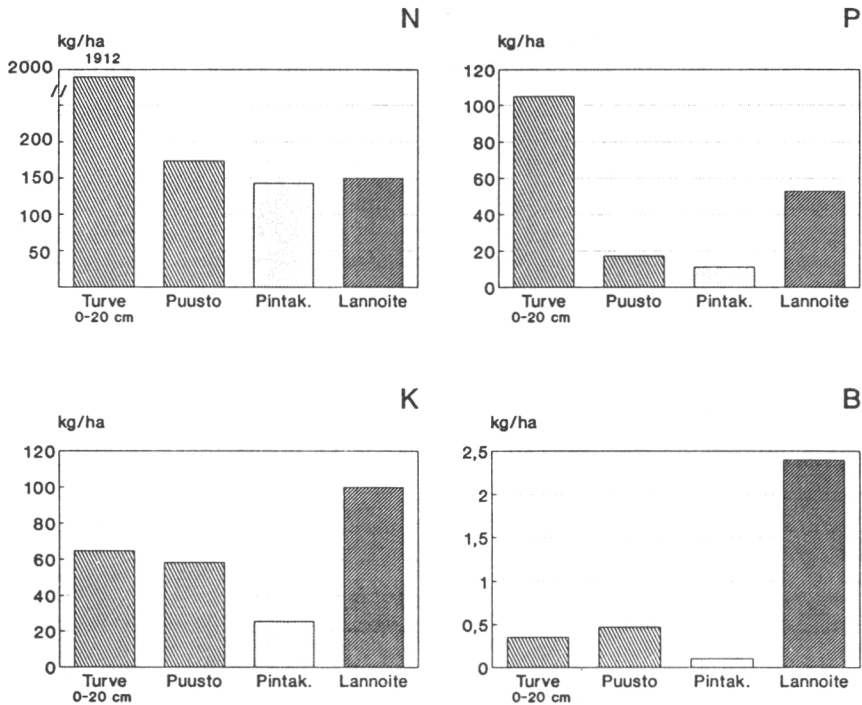 N
kg/ha
1912
2000
200
150
100
50
Turve Puusto Pintak. Lannoite
0-20 cm
P
kg/ha
120
100
80
60
40
20
0
Turve Puusto Pintak. Lannoite
0-20 cm
K
kg/ha
120
100
80
60
40
20
0
Turve Puusto Pintak. Lannoite
0-20 cm
B
kg/ha
2,5
2
1,5
1
0,5
0
Turve Puusto Pintak. Lannoite
0-20 cm